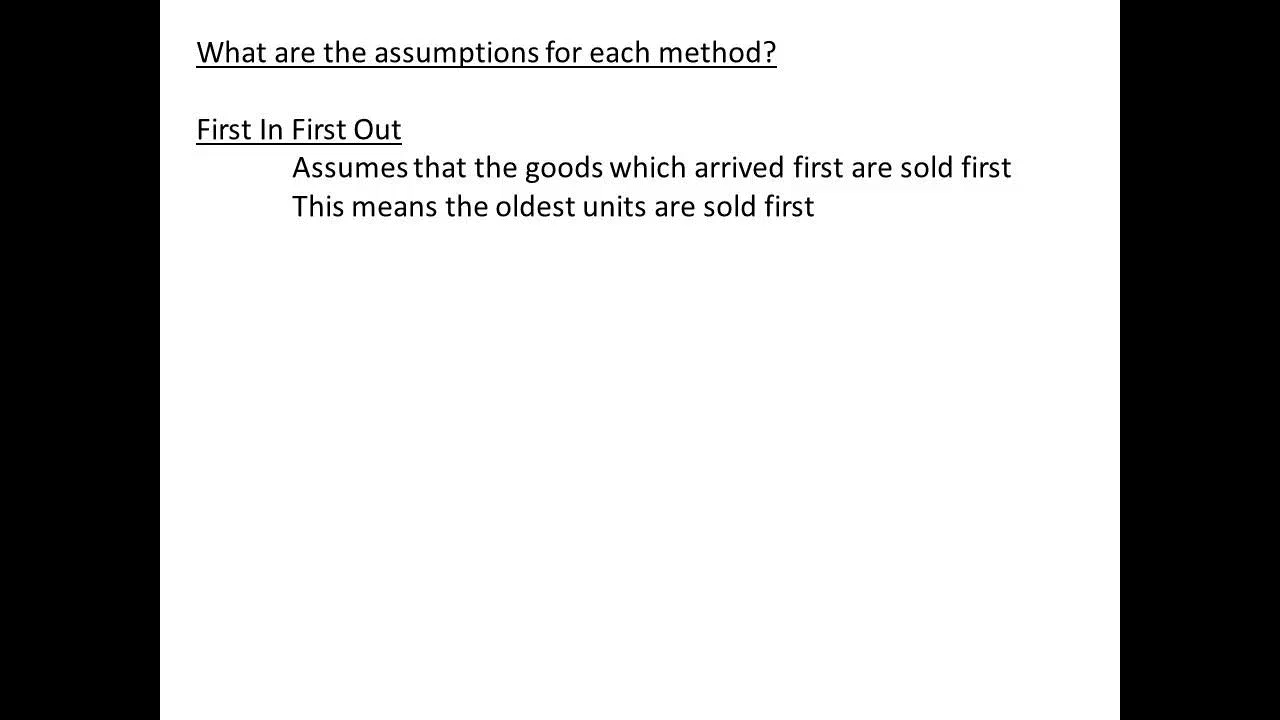 What are the assumptions for each method?
First In First Out
Assumes that the goods which arrived first are sold first
This means the oldest units are sold first